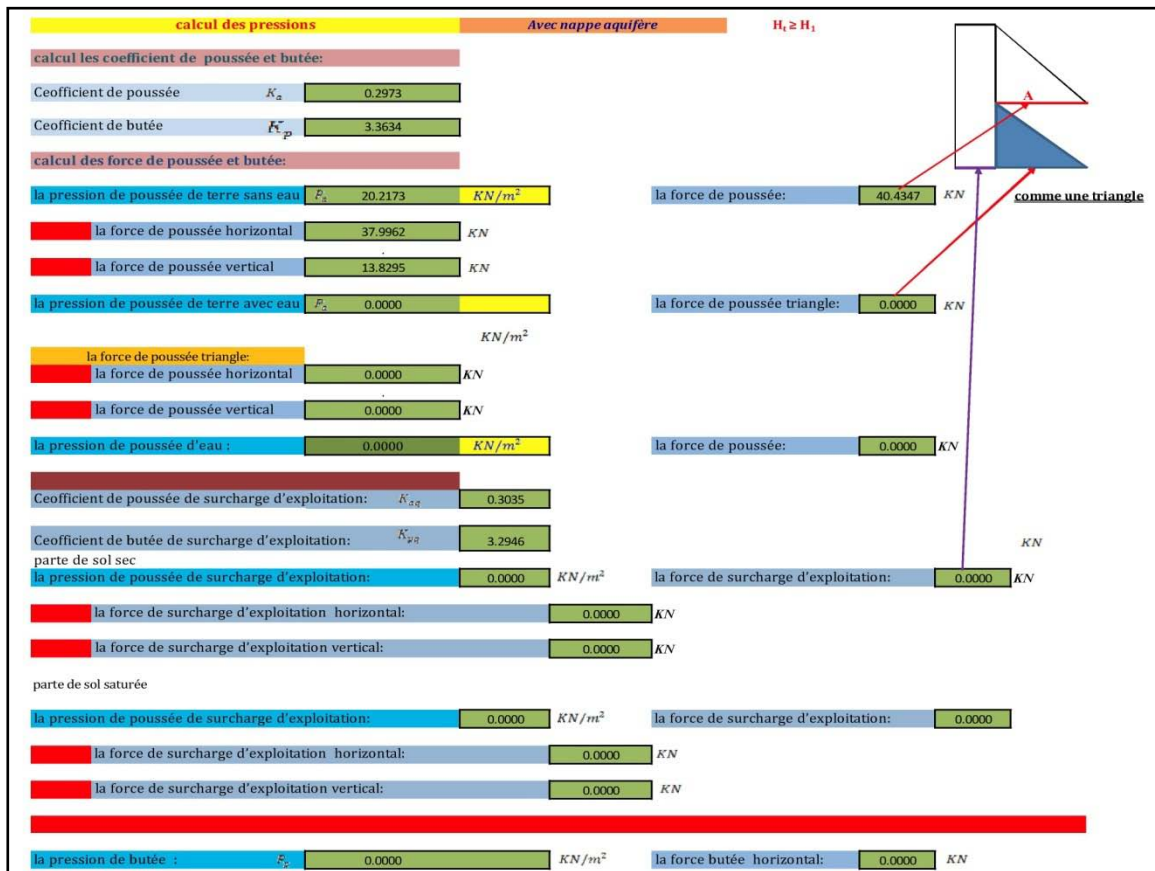 calcul des pressions Avec nappe aquifère Ht ≥ H1
calcul les coefficient de poussée et butée:
Ceofficient de poussée Ka 0.2973
A
Ceofficient de butée Kp 3.3634
calcul des force de poussée et butée:
la pression de poussée de terre sans eau Pa 20.2173 KN/m² la force de poussée: 40.4347 KN comme une triangle
la force de poussée horizontal 37.9962 KN
la force de poussée vertical 13.8295 KN
la pression de poussée de terre avec eau Pa 0.0000 la force de poussée triangle: 0.0000 KN
KN/m²
la force de poussée triangle:
la force de poussée horizontal 0.0000 KN
la force de poussée vertical 0.0000 KN
la pression de poussée d'eau : 0.0000 KN/m² la force de poussée: 0.0000 KN
Ceofficient de poussée de surcharge d'exploitation: Kaq 0.3035
Ceofficient de butée de surcharge d'exploitation: Kpq 3.2946 KN
parte de sol sec
la pression de poussée de surcharge d'exploitation: 0.0000 KN/m² la force de surcharge d'exploitation: 0.0000 KN
la force de surcharge d'exploitation horizontal: 0.0000 KN
la force de surcharge d'exploitation vertical: 0.0000 KN
parte de sol saturée
la pression de poussée de surcharge d'exploitation: 0.0000 KN/m² la force de surcharge d'exploitation: 0.0000
la force de surcharge d'exploitation horizontal: 0.0000 KN
la force de surcharge d'exploitation vertical: 0.0000 KN
la pression de butée : 0.0000 KN/m² la force butée horizontal: 0.0000 KN